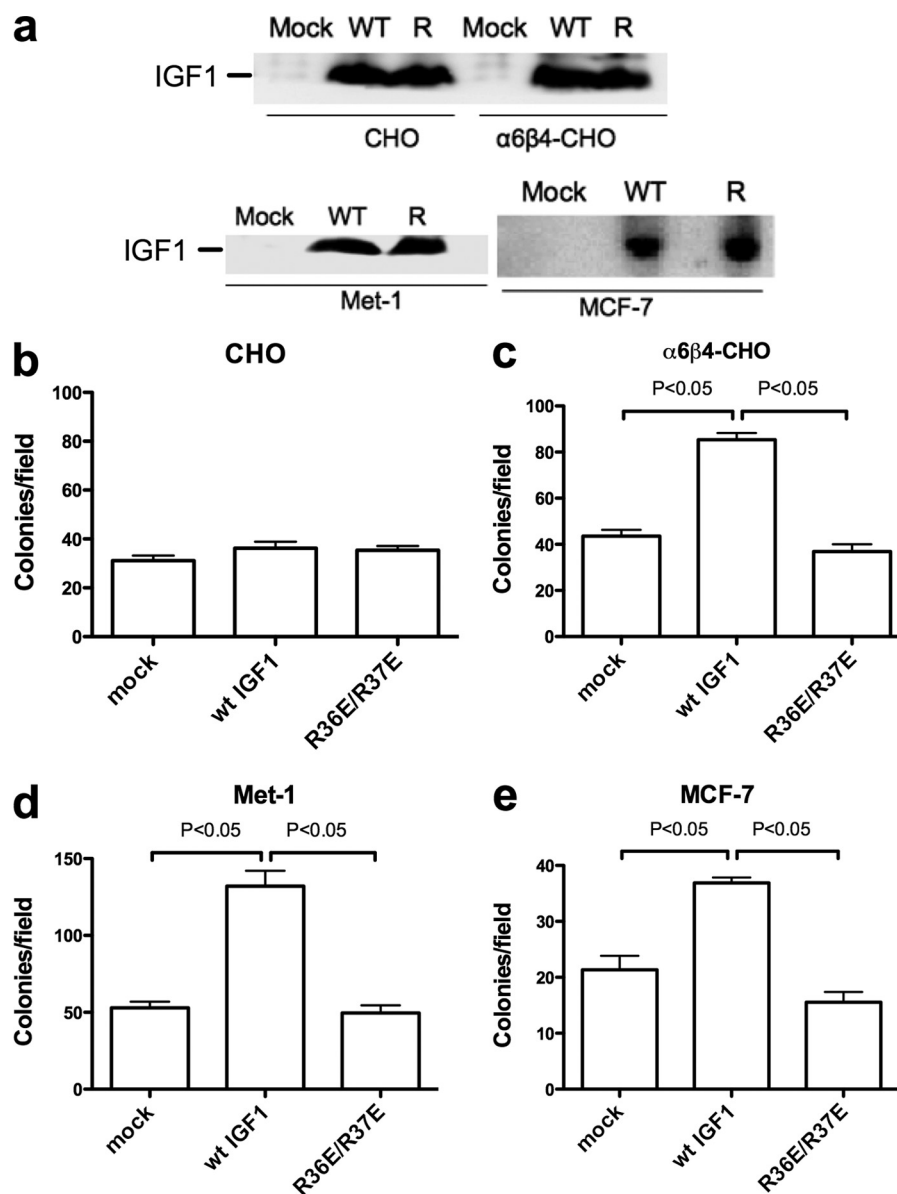 a
Mock WT R Mock WT R
IGF1
CHO α6β4-CHO
Mock WT R Mock WT R
IGF1
Met-1 MCF-7
b
CHO
Colonies/field
100
80
60
40
20
0
mock wt IGF1 R36E/R37E
c
α6β4-CHO
P<0.05 P<0.05
Colonies/field
100
80
60
40
20
0
mock wt IGF1 R36E/R37E
d
Met-1
P<0.05 P<0.05
Colonies/field
150
100
50
0
mock wt IGF1 R36E/R37E
e
MCF-7
P<0.05 P<0.05
Colonies/field
40
30
20
10
0
mock wt IGF1 R36E/R37E